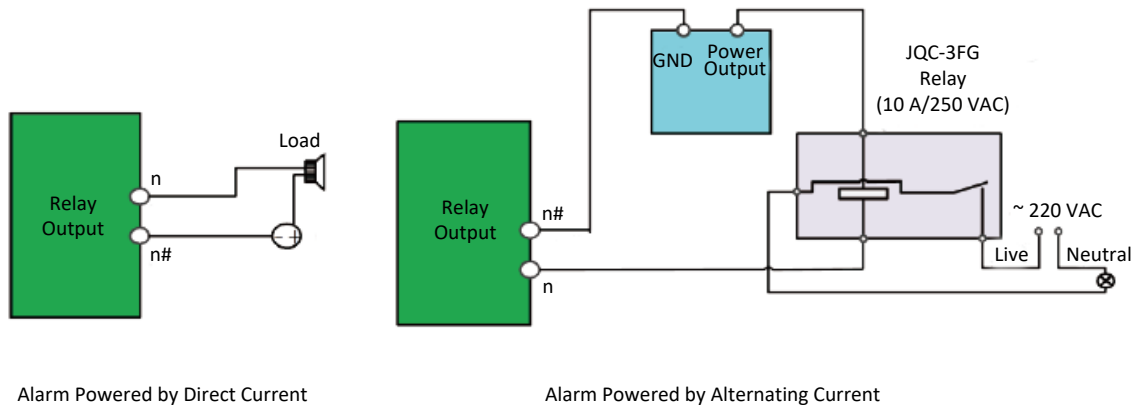 Relay
Output
n
n#
Load
Alarm Powered by Direct Current
GND
Power
Output
JQC-3FG
Relay
(10 A/250 VAC)
Relay
Output
n#
n
~ 220 VAC
Live
Neutral
Alarm Powered by Alternating Current